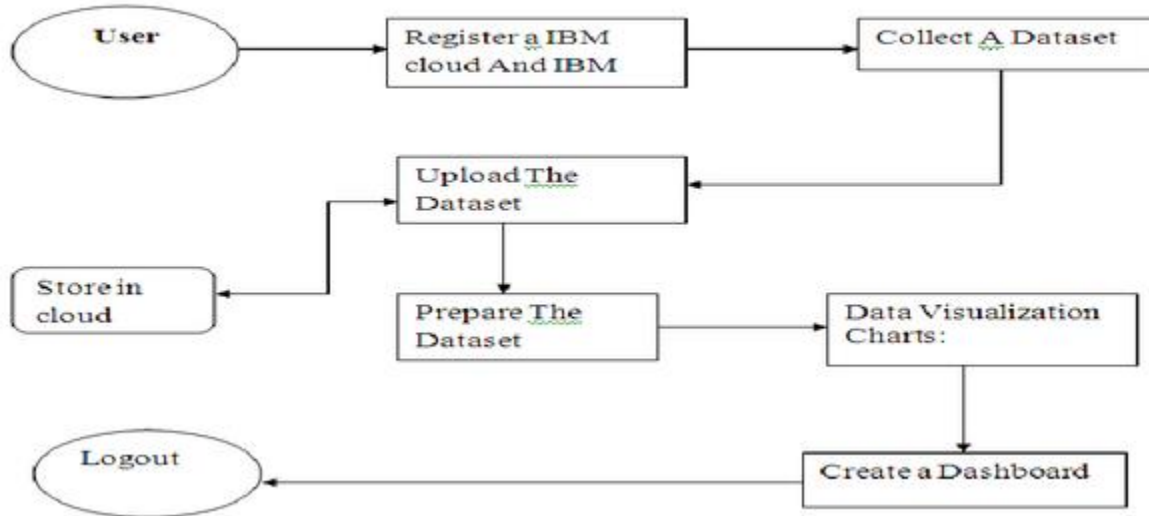 User
Register a IBM
cloud And IBM
Collect A Dataset
Upload The
Dataset
Store in
cloud
Prepare The
Dataset
Data Visualization
Charts:
Create a Dashboard
Logout